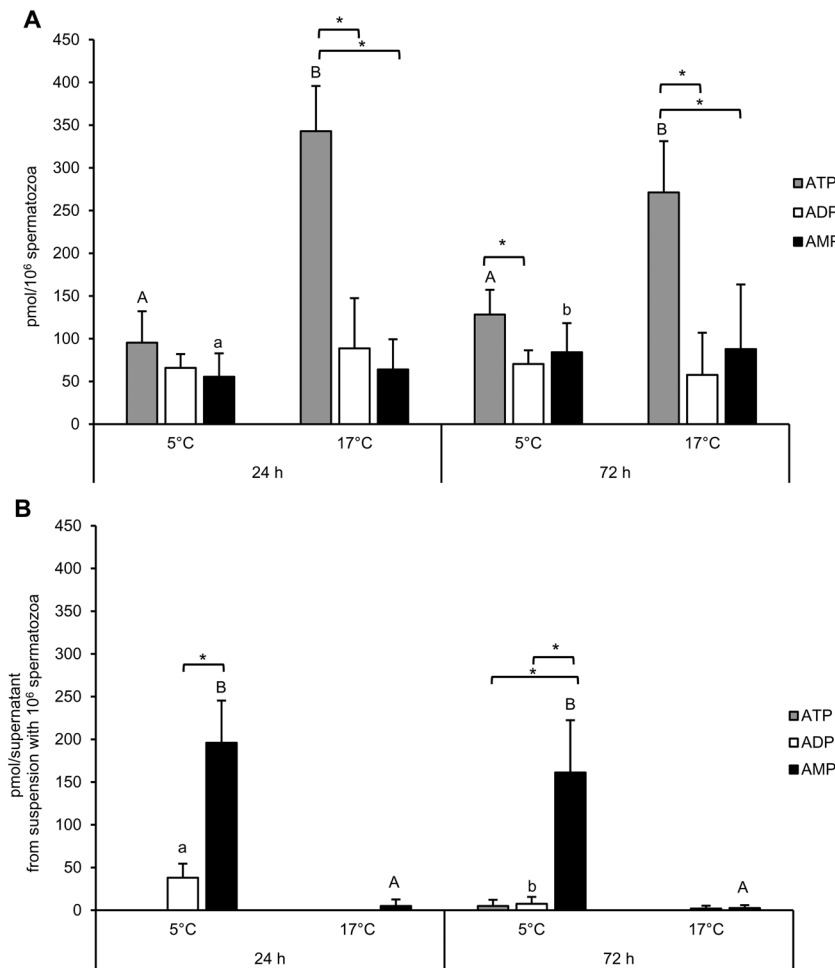 A
450
400
350
300
250
200
150
100
50
0
pmol/10⁶ spermatozoa
A
a
B
*
*
A
*
b
B
*
*
ATP
ADP
AMP
5°C
17°C
5°C
17°C
24 h
72 h
B
450
400
350
300
250
200
150
100
50
0
pmol/supernatant
from suspension with 10⁶ spermatozoa
a
*
B
A
b
*
*
B
A
ATP
ADP
AMP
5°C
17°C
5°C
17°C
24 h
72 h